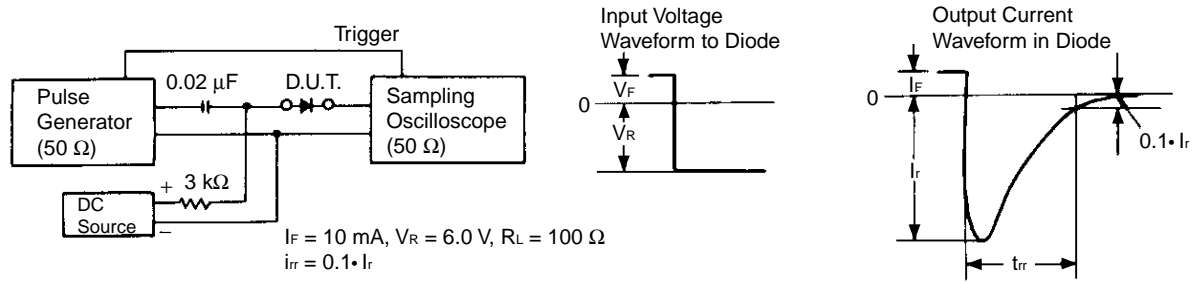 Trigger
0.02 μF
D.U.T.
Pulse
Generator
(50 Ω)
Sampling
Oscilloscope
(50 Ω)
+ 3 kΩ
DC
Source
–
IF = 10 mA, VR = 6.0 V, RL = 100 Ω
irr = 0.1• Ir
Input Voltage
Waveform to Diode
VF
0
VR
Output Current
Waveform in Diode
IF
0
Ir
0.1• Ir
trr